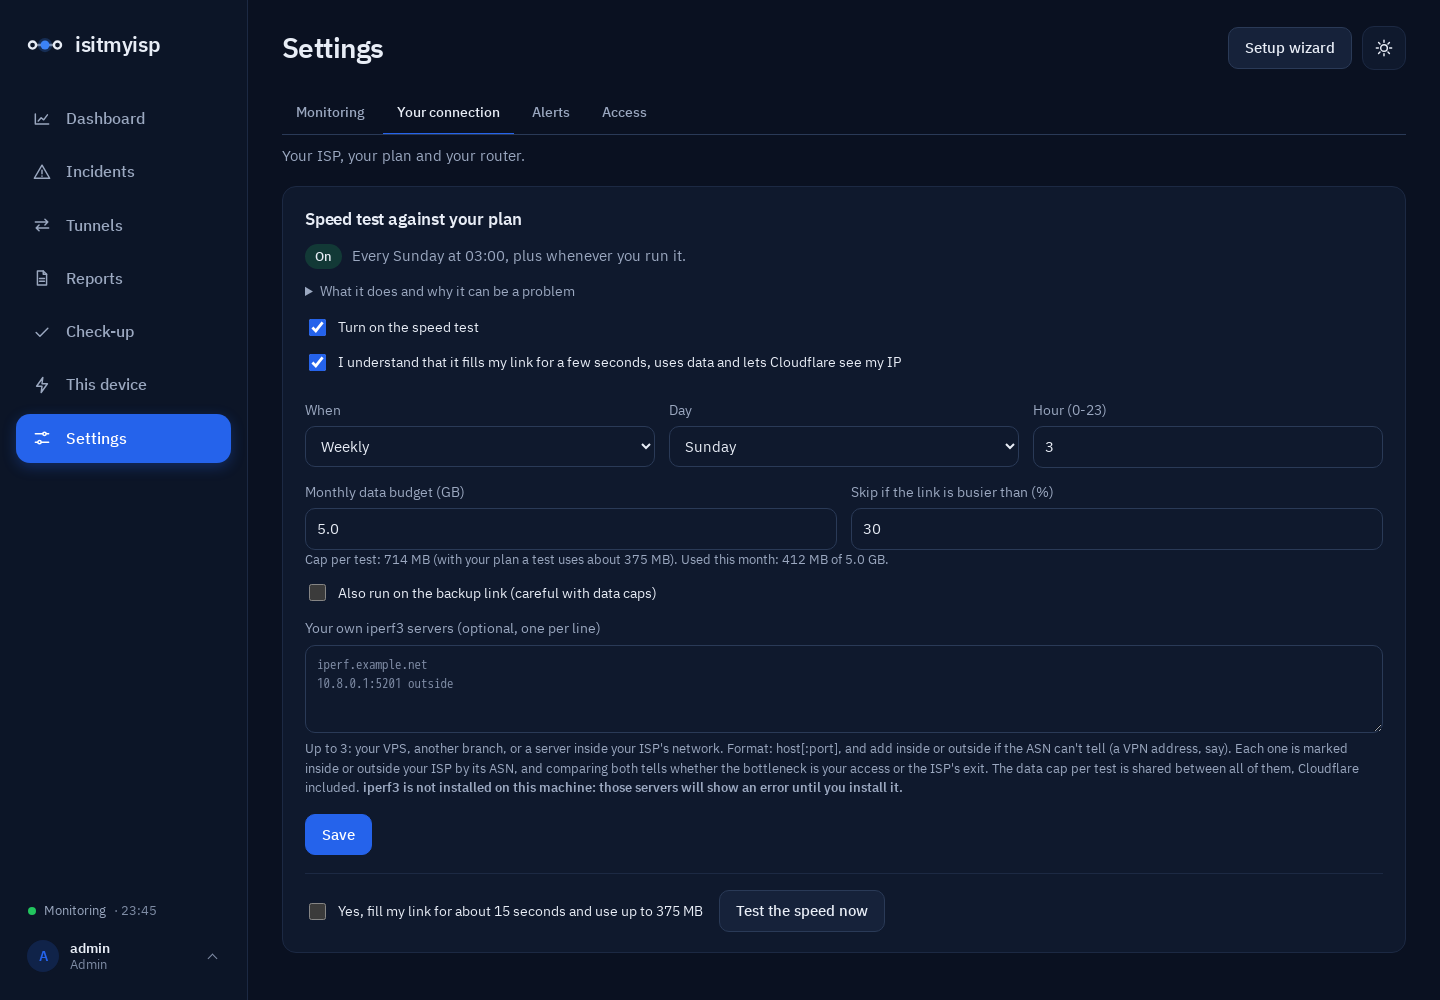 isitmyisp
Dashboard
Incidents
Tunnels
Reports
Check-up
This device
Settings
Monitoring · 23:45
A
admin
Admin
Settings
Setup wizard
Monitoring
Your connection
Alerts
Access
Your ISP, your plan and your router.
Speed test against your plan
On Every Sunday at 03:00, plus whenever you run it.
What it does and why it can be a problem
Turn on the speed test
I understand that it fills my link for a few seconds, uses data and lets Cloudflare see my IP
When
Weekly
Day
Sunday
Hour (0-23)
3
Monthly data budget (GB)
5.0
Skip if the link is busier than (%)
30
Cap per test: 714 MB (with your plan a test uses about 375 MB). Used this month: 412 MB of 5.0 GB.
Also run on the backup link (careful with data caps)
Your own iperf3 servers (optional, one per line)
iperf.example.net
10.8.0.1:5201 outside
Up to 3: your VPS, another branch, or a server inside your ISP's network. Format: host[:port], and add inside or outside if the ASN can't tell (a VPN address, say). Each one is marked
inside or outside your ISP by its ASN, and comparing both tells whether the bottleneck is your access or the ISP's exit. The data cap per test is shared between all of them, Cloudflare
included. iperf3 is not installed on this machine: those servers will show an error until you install it.
Save
Yes, fill my link for about 15 seconds and use up to 375 MB
Test the speed now